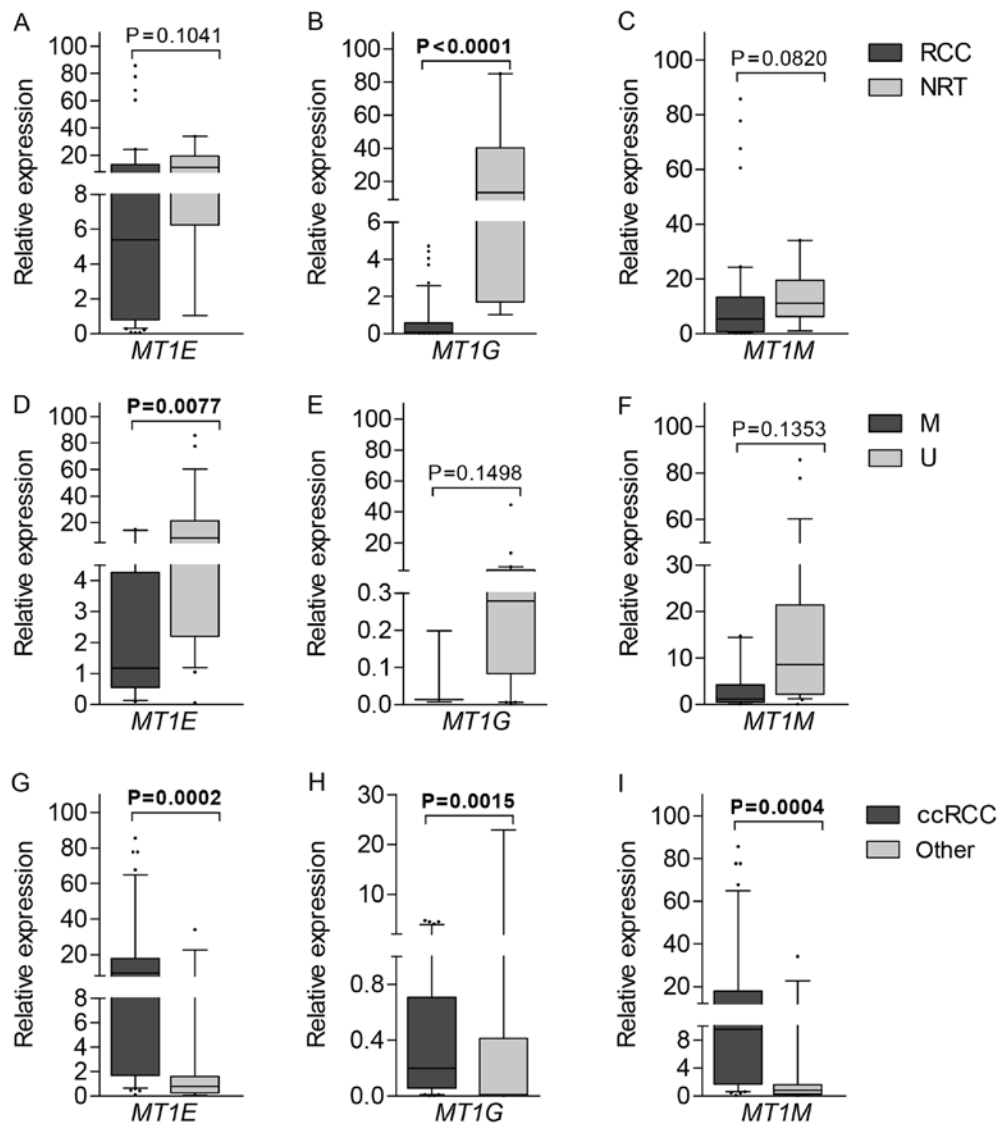 A
P=0.1041
Relative expression
100
80
60
40
20
8
6
4
2
0
MT1E
B
P<0.0001
Relative expression
100
80
60
40
20
6
4
2
0
MT1G
C
P=0.0820
Relative expression
100
80
60
40
20
0
MT1M
RCC
NRT
D
P=0.0077
Relative expression
100
80
60
40
20
4
3
2
1
0
MT1E
E
P=0.1498
Relative expression
100
80
60
40
20
0.3
0.2
0.1
0.0
MT1G
F
P=0.1353
Relative expression
100
80
60
30
20
10
0
MT1M
M
U
G
P=0.0002
Relative expression
100
80
60
40
20
8
6
4
2
0
MT1E
H
P=0.0015
Relative expression
30
20
10
0.8
0.4
0.0
MT1G
I
P=0.0004
Relative expression
100
80
60
40
20
8
4
0
MT1M
ccRCC
Other